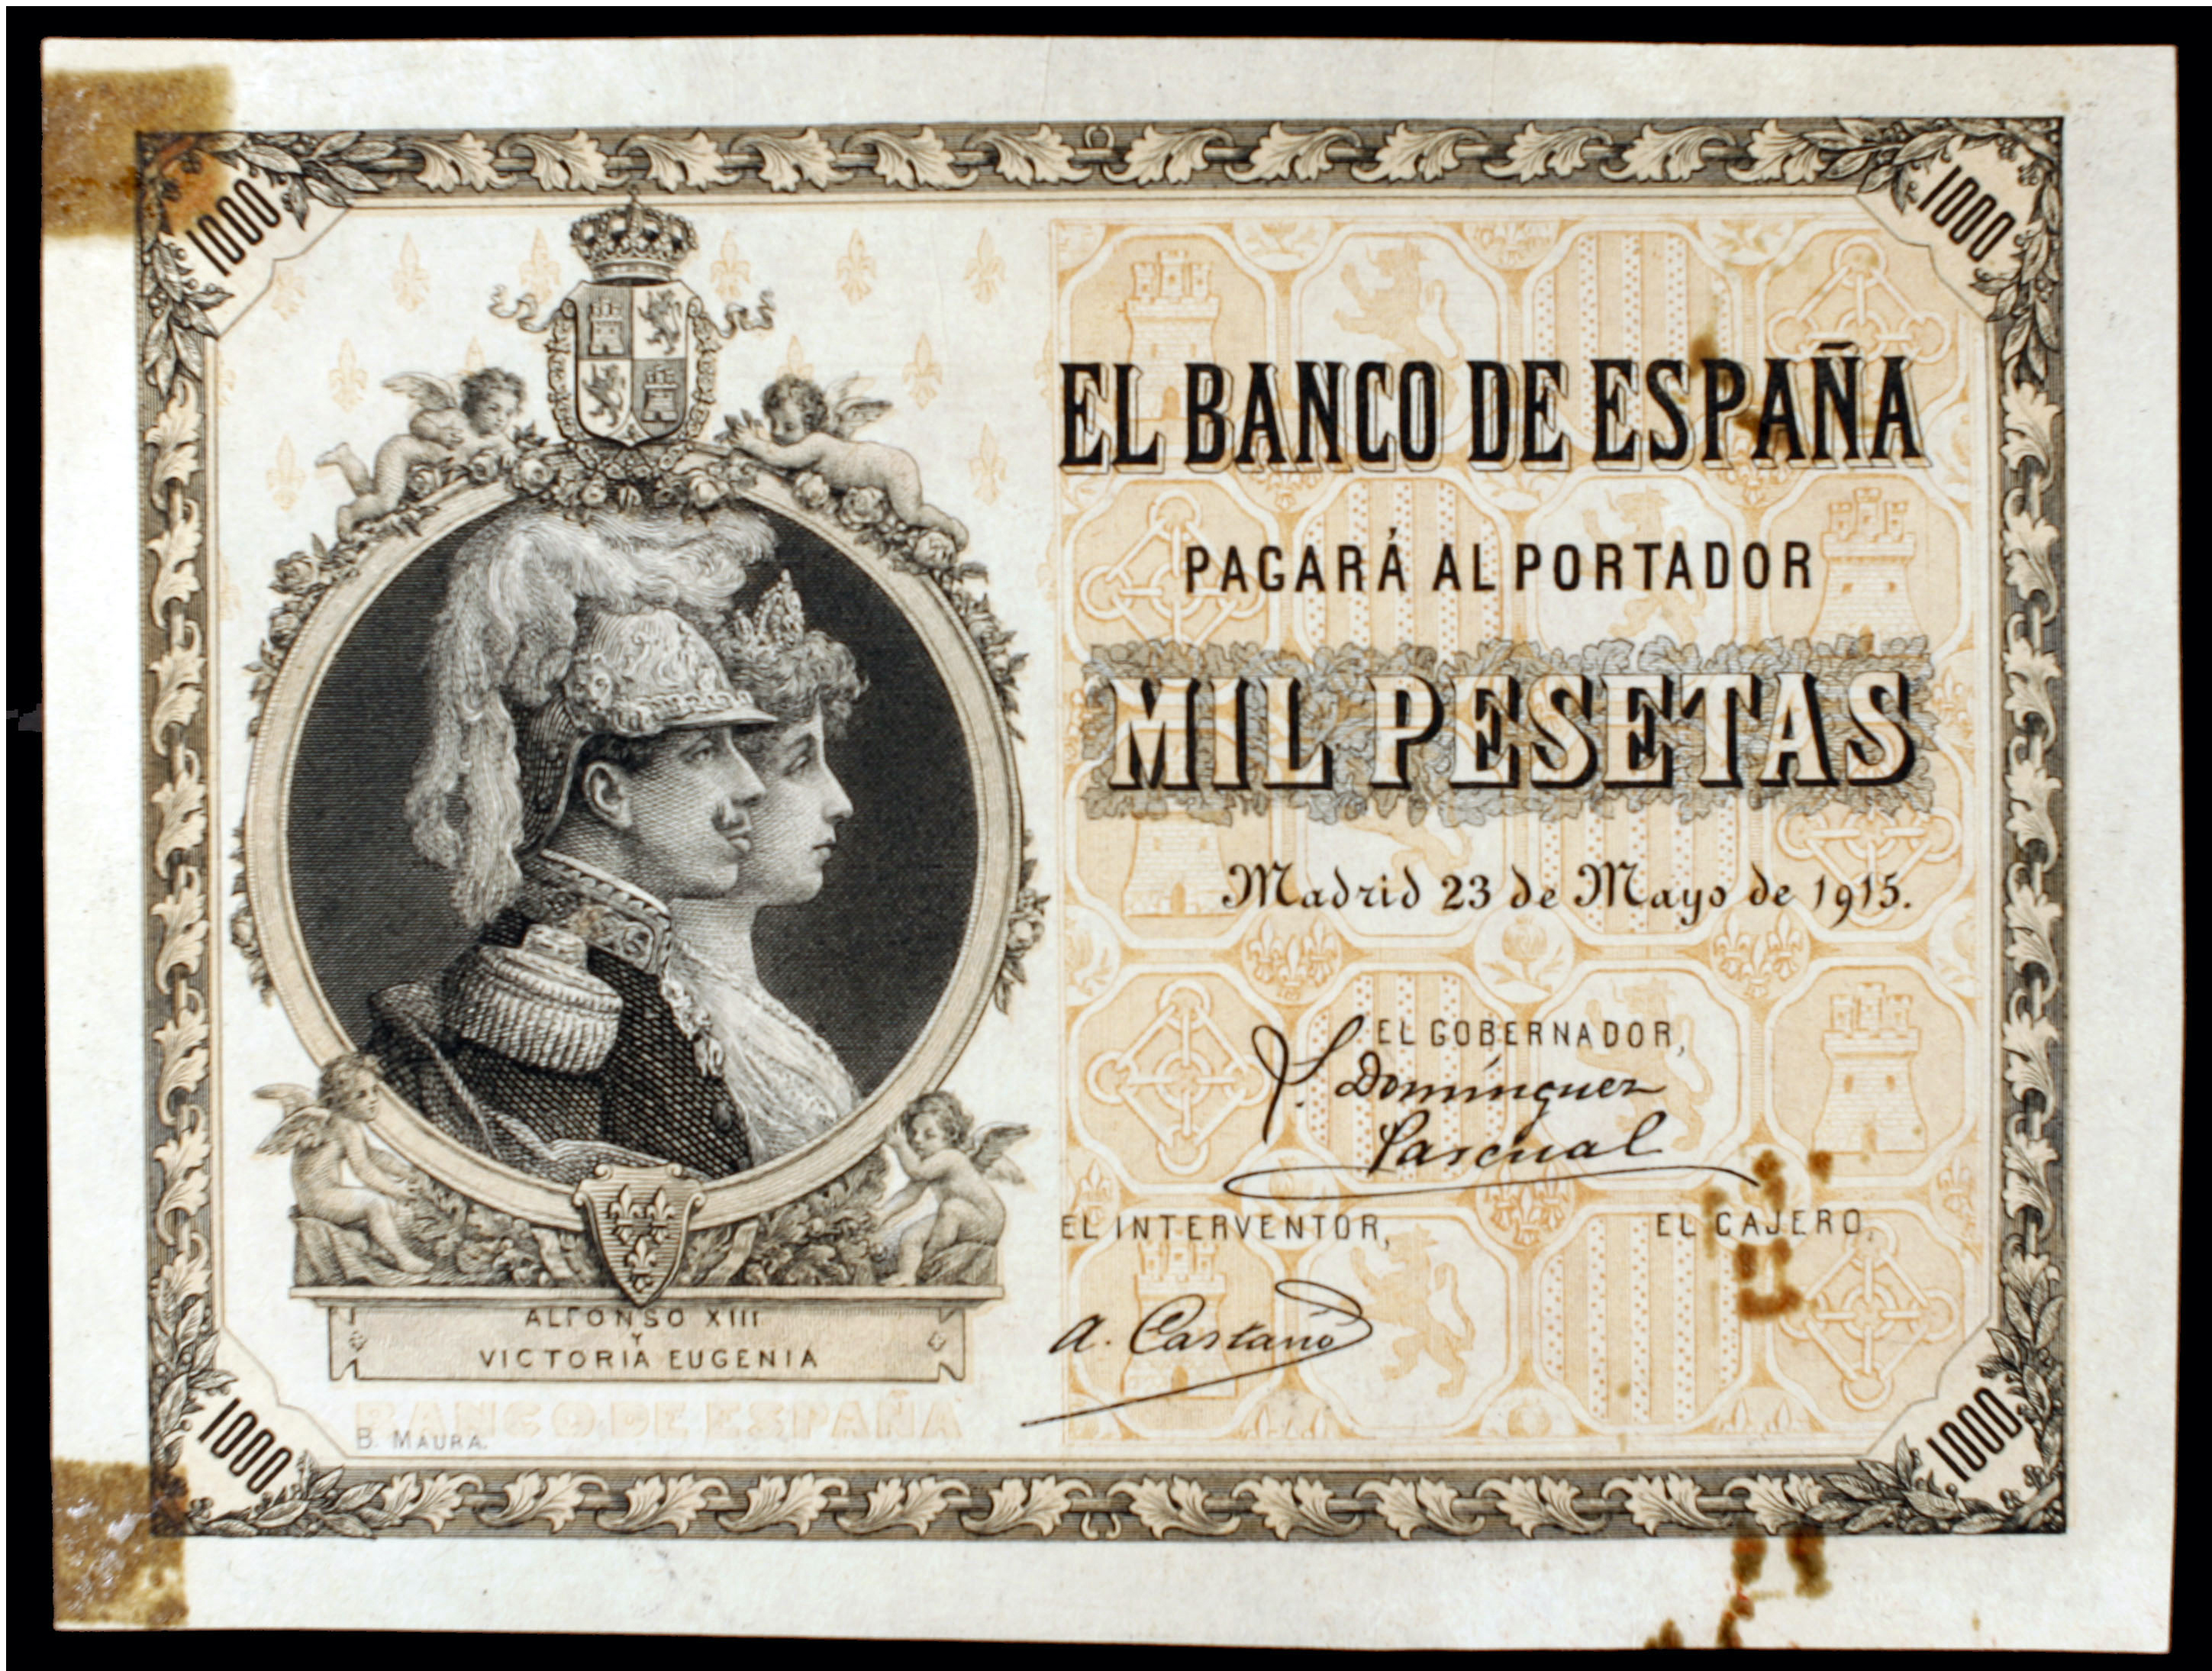 1000
1000
EL BANCO DE ESPAÑA
PAGARÁ AL PORTADOR
MIL PESETAS
Madrid 23 de Mayo de 1915.
EL GOBERNADOR,
Domínguez
Pascual
EL INTERVENTOR,
EL CAJERO,
A. Castaño
ALFONSO XIII
Y
VICTORIA EUGENIA
BANCO DE ESPAÑA
B. MAURA.
1000
1000